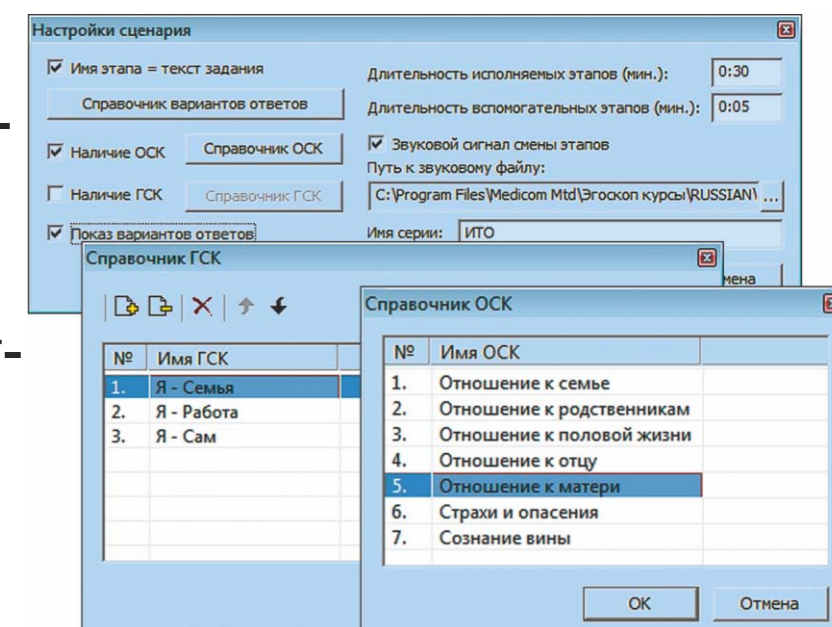 Настройки сценария
Имя этапа = текст задания
Справочник вариантов ответов
Наличие ОСК
Справочник ОСК
Наличие ГСК
Справочник ГСК
Показ вариантов ответов
Длительность исполняемых этапов (мин.): 0:30
Длительность вспомогательных этапов (мин.): 0:05
Звуковой сигнал смены этапов
Путь к звуковому файлу:
C:\Program Files\Medicom Mtd\Эгоскоп курсы\RUSSIAN\ ...
Имя серии: ИТО
Справочник ГСК
№ Имя ГСК
1. Я - Семья
2. Я - Работа
3. Я - Сам
Справочник ОСК
№ Имя ОСК
1. Отношение к семье
2. Отношение к родственникам
3. Отношение к половой жизни
4. Отношение к отцу
5. Отношение к матери
6. Страхи и опасения
7. Сознание вины
ОК
Отмена